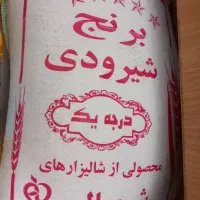 برنج
شیرودی
درجه یک
محصولی از شالیزارهای